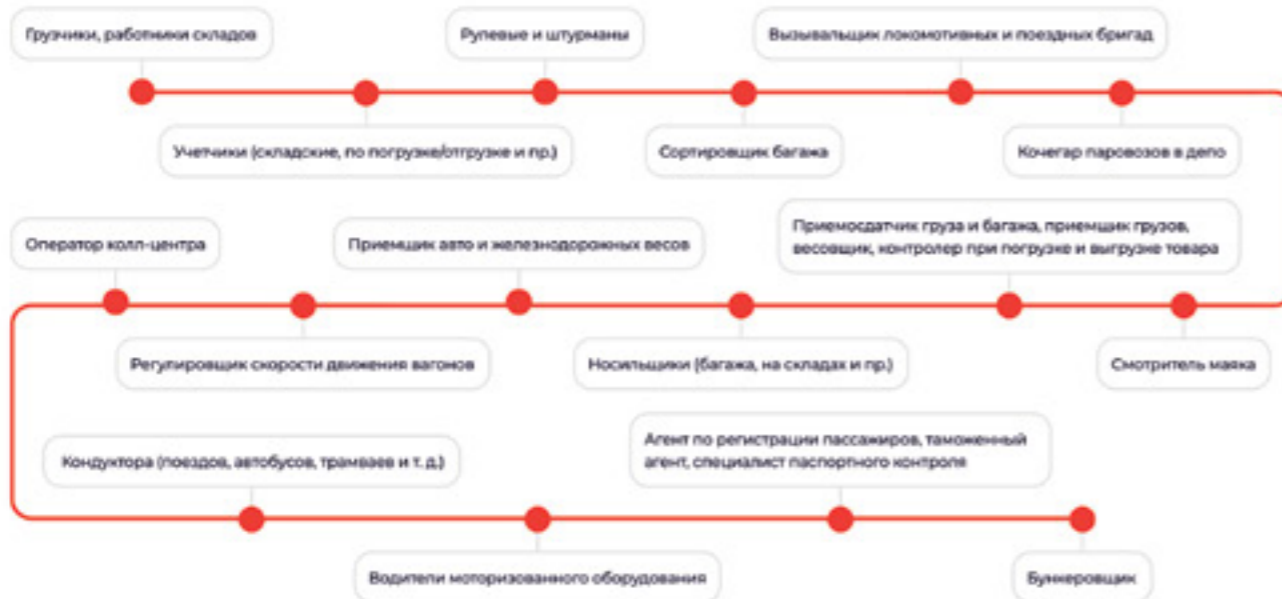 Грузчики, работники складов
Рулевые и штурманы
Вызывальщик локомотивных и поездных бригад
Учетчики (складские, по погрузке/отгрузке и пр.)
Сортировщик багажа
Кочегар паровозов в депо
Оператор колл-центра
Приемщик авто и железнодорожных весов
Приемосдатчик груза и багажа, приемщик грузов,
весовщик, контролер при погрузке и выгрузке товара
Регулировщик скорости движения вагонов
Носильщики (багажа, на складах и пр.)
Смотритель маяка
Кондуктора (поездов, автобусов, трамваев и т. д.)
Агент по регистрации пассажиров, таможенный
агент, специалист паспортного контроля
Водители моторизованного оборудования
Бункеровщик